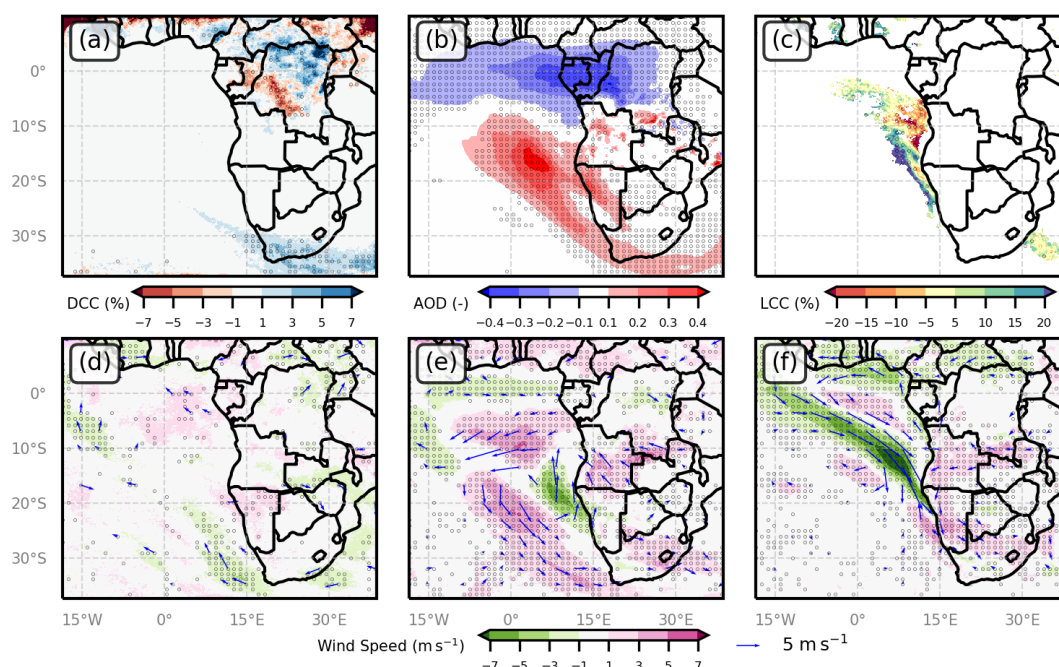 (a) (b) (c)
0°
10°S
20°S
30°S
DCC (%) −7 −5 −3 −1 1 3 5 7
AOD (-) −0.4 −0.3 −0.2 −0.1 0.1 0.2 0.3 0.4
LCC (%) −20 −15 −10 −5 5 10 15 20
(d) (e) (f)
0°
10°S
20°S
30°S
15°W 0° 15°E 30°E 15°W 0° 15°E 30°E 15°W 0° 15°E 30°E
Wind Speed (m s⁻¹) 5 m s⁻¹
−7 −5 −3 −1 1 3 5 7